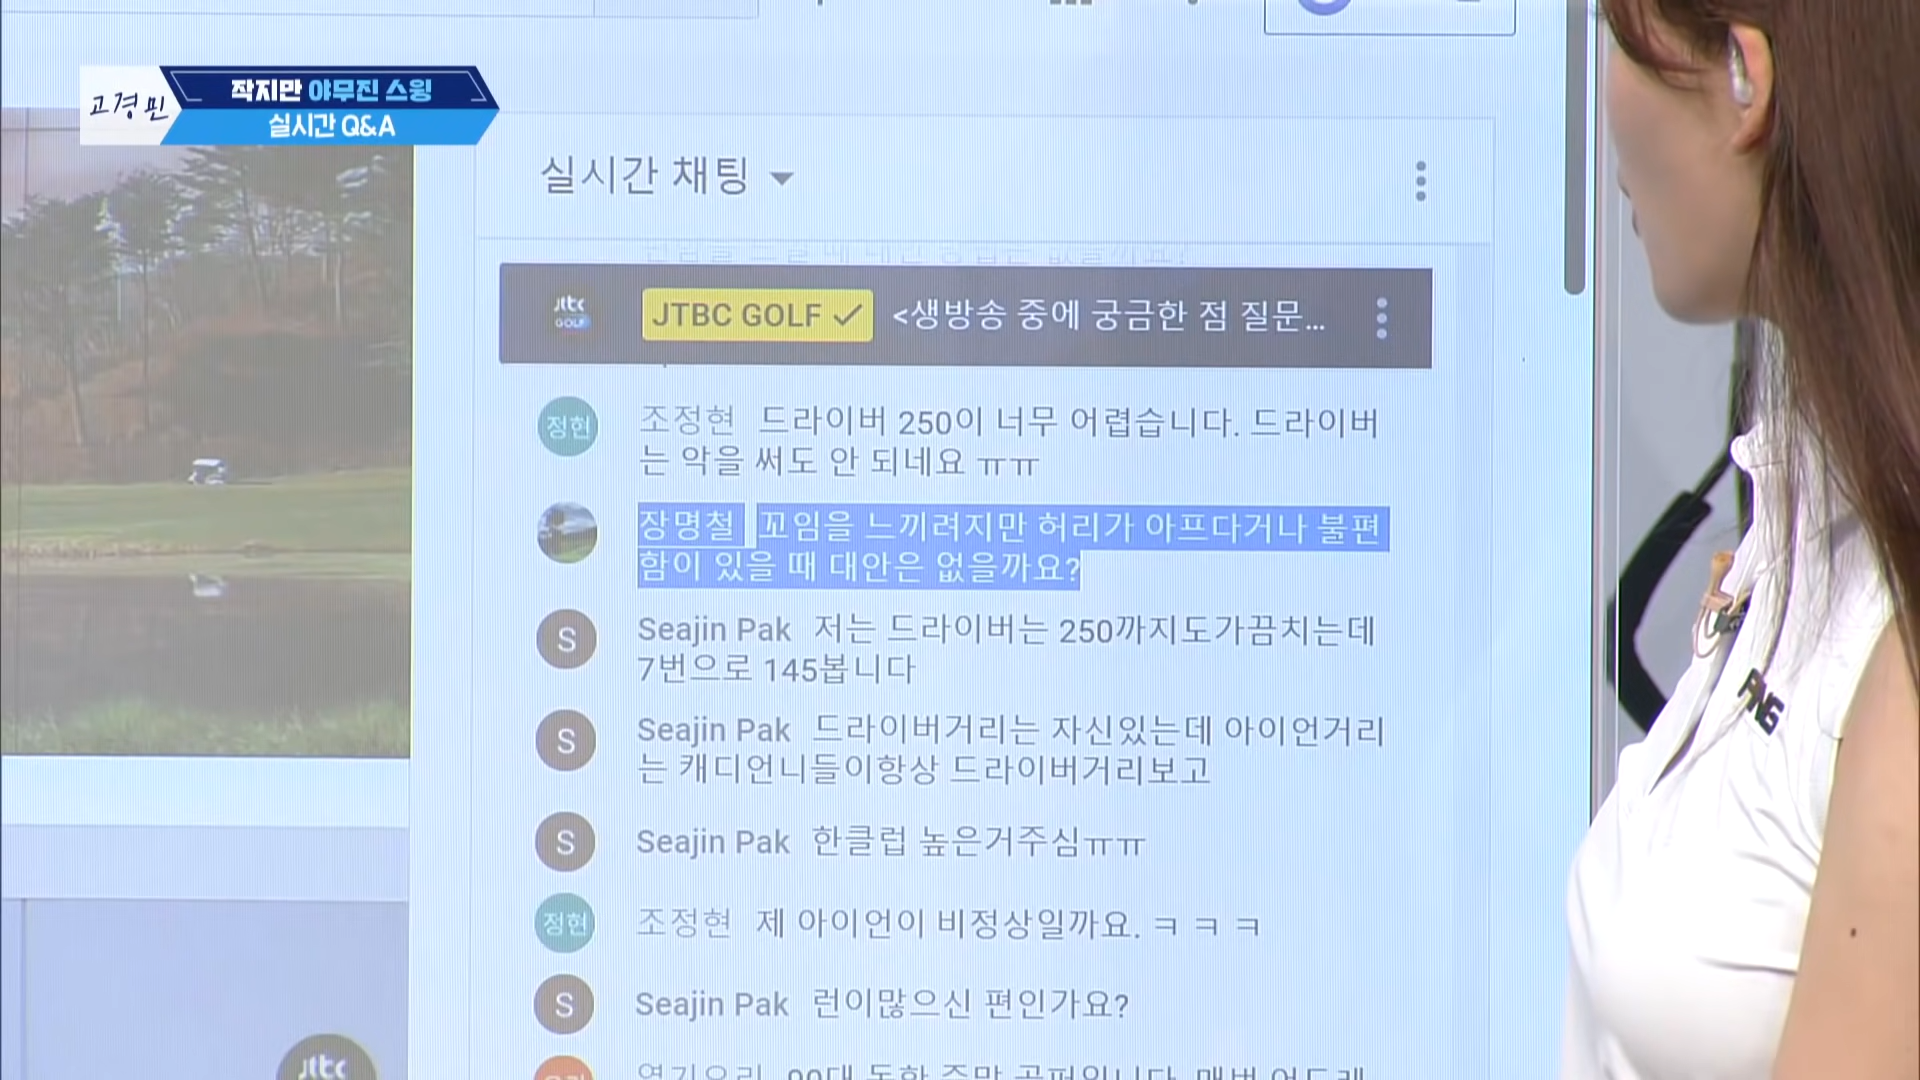 고경민
작지만 야무진 스윙
실시간 Q&A
실시간 채팅
JTBC GOLF
JTBC GOLF <생방송 중에 궁금한 점 질문...
정현
조정현 드라이버 250이 너무 어렵습니다. 드라이버
는 악을 써도 안 되네요 ㅠㅠ
장명철 꼬임을 느끼려지만 허리가 아프다거나 불편
함이 있을 때 대안은 없을까요?
S
Seajin Pak 저는 드라이버는 250까지도가끔치는데
7번으로 145봅니다
S
Seajin Pak 드라이버거리는 자신있는데 아이언거리
는 캐디언니들이항상 드라이버거리보고
S
Seajin Pak 한클럽 높은거주심ㅠㅠ
정현
조정현 제 아이언이 비정상일까요. ㅋ ㅋ ㅋ
S
Seajin Pak 런이많으신 편인가요?
Jtbc
PING